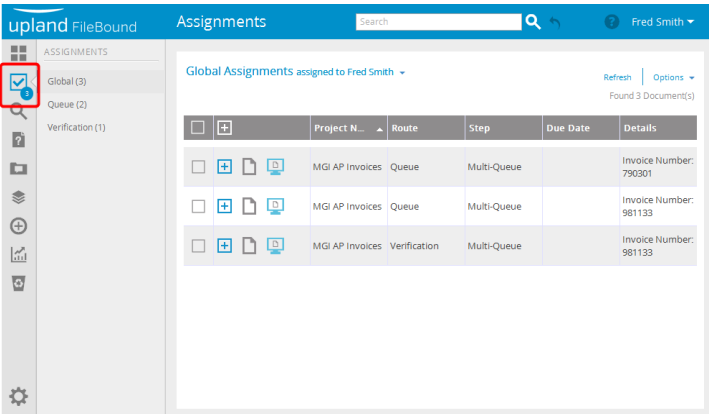 upland FileBound
Assignments
Search
?
Fred Smith
ASSIGNMENTS
3
Global (3)
Queue (2)
Verification (1)
Global Assignments assigned to Fred Smith
Refresh
Options
Found 3 Document(s)
Project N...
Route
Step
Due Date
Details
MGI AP Invoices
Queue
Multi-Queue
Invoice Number:
790301
MGI AP Invoices
Queue
Multi-Queue
Invoice Number:
981133
MGI AP Invoices
Verification
Multi-Queue
Invoice Number:
981133